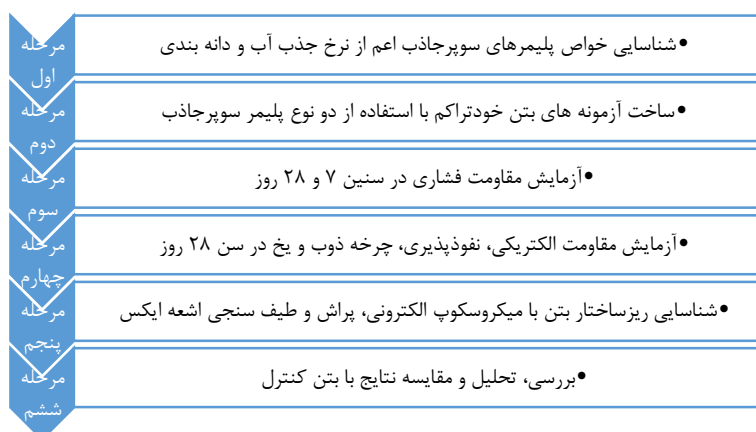 مرحله
اول
•شناسایی خواص پلیمرهای سوپرجاذب اعم از نرخ جذب آب و دانه بندی
مرحله
دوم
•ساخت آزمونه های بتن خودتراکم با استفاده از دو نوع پلیمر سوپرجاذب
مرحله
سوم
•آزمایش مقاومت فشاری در سنین ۷ و ۲۸ روز
مرحله
چهارم
•آزمایش مقاومت الکتریکی، نفوذپذیری، چرخه ذوب و یخ در سن ۲۸ روز
مرحله
پنجم
•شناسایی ریزساختار بتن با میکروسکوپ الکترونی، پراش و طیف سنجی اشعه ایکس
مرحله
ششم
•بررسی، تحلیل و مقایسه نتایج با بتن کنترل